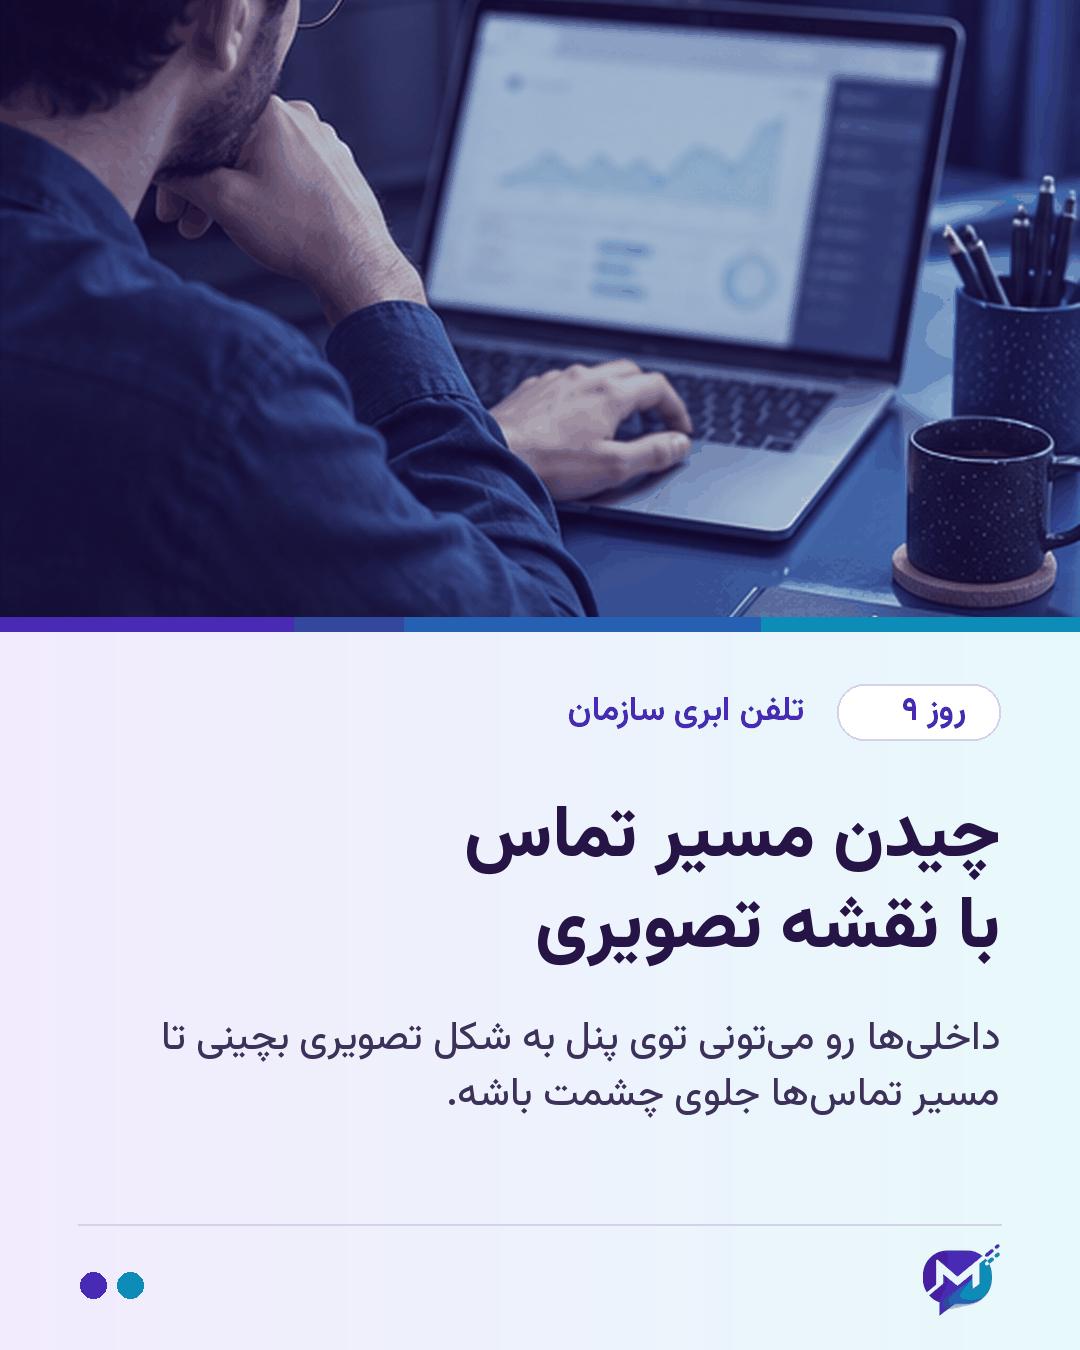 روز ۹
تلفن ابری سازمان
چیدن مسیر تماس
با نقشه تصویری
داخلی‌ها رو می‌تونی توی پنل به شکل تصویری بچینی تا
مسیر تماس‌ها جلوی چشمت باشه.